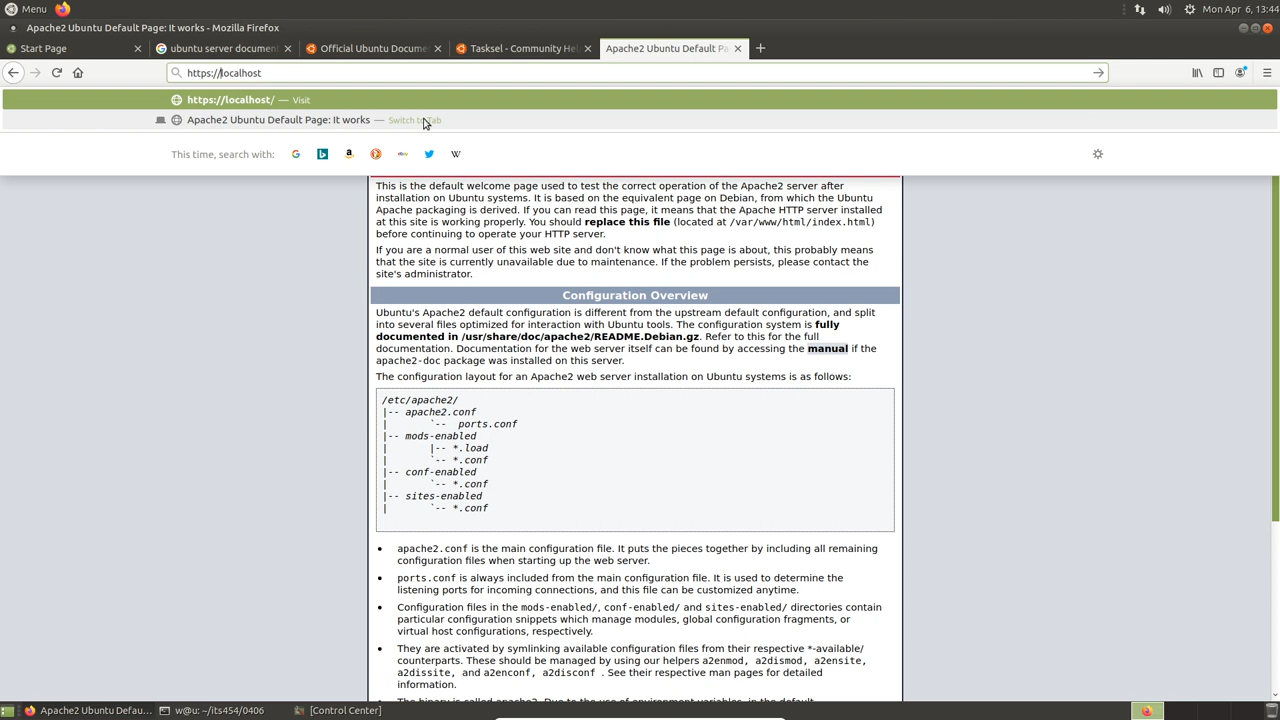 Menu
Mon Apr 6, 13:44
Apache2 Ubuntu Default Page: It works - Mozilla Firefox
Start Page
ubuntu server document
Official Ubuntu Docume
Tasksel - Community He
Apache2 Ubuntu Default P
https://localhost
https://localhost/ — Visit
Apache2 Ubuntu Default Page: It works — Switch to Tab
This time, search with:
This is the default welcome page used to test the correct operation of the Apache2 server after
installation on Ubuntu systems. It is based on the equivalent page on Debian, from which the Ubuntu
Apache packaging is derived. If you can read this page, it means that the Apache HTTP server installed
at this site is working properly. You should replace this file (located at /var/www/html/index.html)
before continuing to operate your HTTP server.
If you are a normal user of this web site and don't know what this page is about, this probably means
that the site is currently unavailable due to maintenance. If the problem persists, please contact the
site's administrator.
Configuration Overview
Ubuntu's Apache2 default configuration is different from the upstream default configuration, and split
into several files optimized for interaction with Ubuntu tools. The configuration system is fully
documented in /usr/share/doc/apache2/README.Debian.gz. Refer to this for the full
documentation. Documentation for the web server itself can be found by accessing the manual if the
apache2-doc package was installed on this server.
The configuration layout for an Apache2 web server installation on Ubuntu systems is as follows:
/etc/apache2/
|-- apache2.conf
|       `--  ports.conf
|-- mods-enabled
|       |-- *.load
|       `-- *.conf
|-- conf-enabled
|       `-- *.conf
|-- sites-enabled
|       `-- *.conf
• apache2.conf is the main configuration file. It puts the pieces together by including all remaining
configuration files when starting up the web server.
• ports.conf is always included from the main configuration file. It is used to determine the
listening ports for incoming connections, and this file can be customized anytime.
• Configuration files in the mods-enabled/, conf-enabled/ and sites-enabled/ directories contain
particular configuration snippets which manage modules, global configuration fragments, or
virtual host configurations, respectively.
• They are activated by symlinking available configuration files from their respective *-available/
counterparts. These should be managed by using our helpers a2enmod, a2dismod, a2ensite,
a2dissite, and a2enconf, a2disconf . See their respective man pages for detailed
information.
• The binary is called apache2. Due to the use of environment variables, in the default
Apache2 Ubuntu Defau...
w@u: ~/its454/0406
[Control Center]